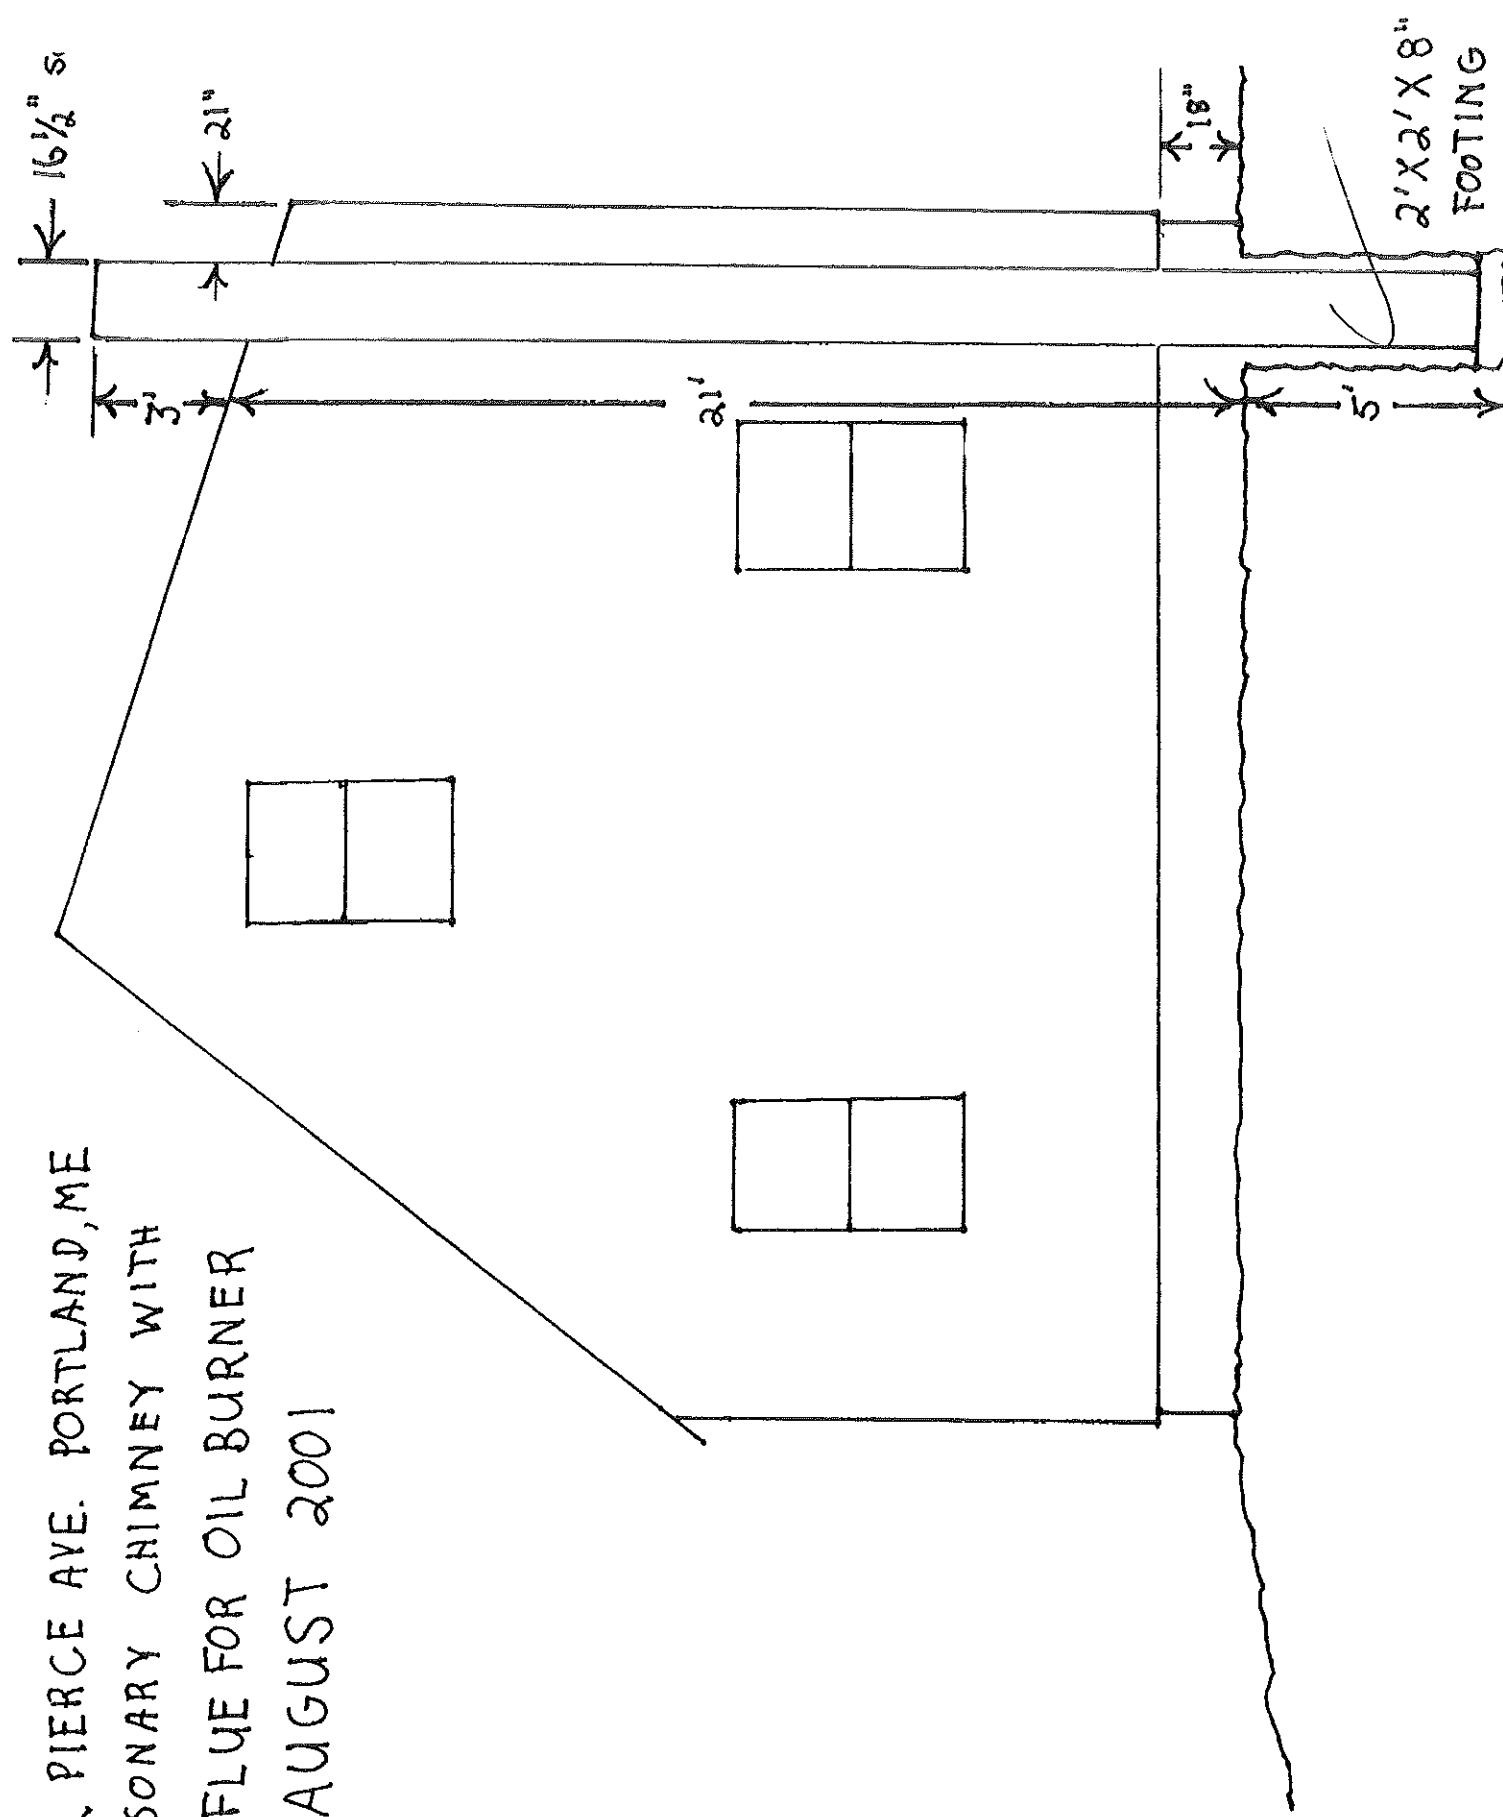 PIERCE AVE. PORTLAND, ME
SONARY CHIMNEY WITH
FLUE FOR OIL BURNER
AUGUST 2001
16½"
21"
3'
21'
18"
5'
2'X2'X8"
FOOTING